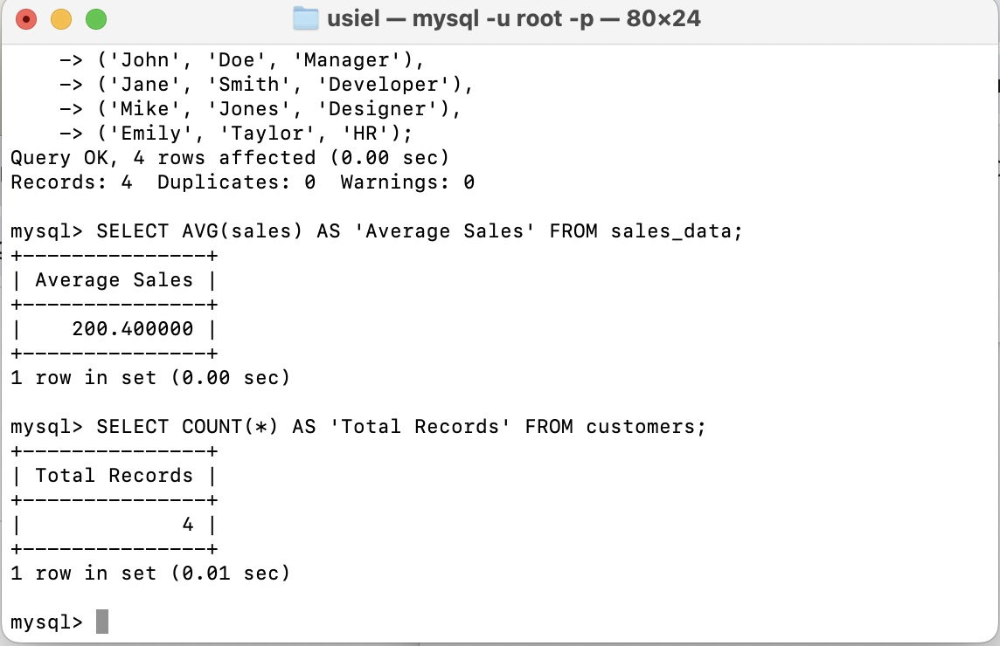 usiel — mysql -u root -p — 80×24
    -> ('John', 'Doe', 'Manager'),
    -> ('Jane', 'Smith', 'Developer'),
    -> ('Mike', 'Jones', 'Designer'),
    -> ('Emily', 'Taylor', 'HR');
Query OK, 4 rows affected (0.00 sec)
Records: 4  Duplicates: 0  Warnings: 0
mysql> SELECT AVG(sales) AS 'Average Sales' FROM sales_data;
+---------------+
| Average Sales |
+---------------+
|    200.400000 |
+---------------+
1 row in set (0.00 sec)
mysql> SELECT COUNT(*) AS 'Total Records' FROM customers;
+---------------+
| Total Records |
+---------------+
|             4 |
+---------------+
1 row in set (0.01 sec)
mysql>